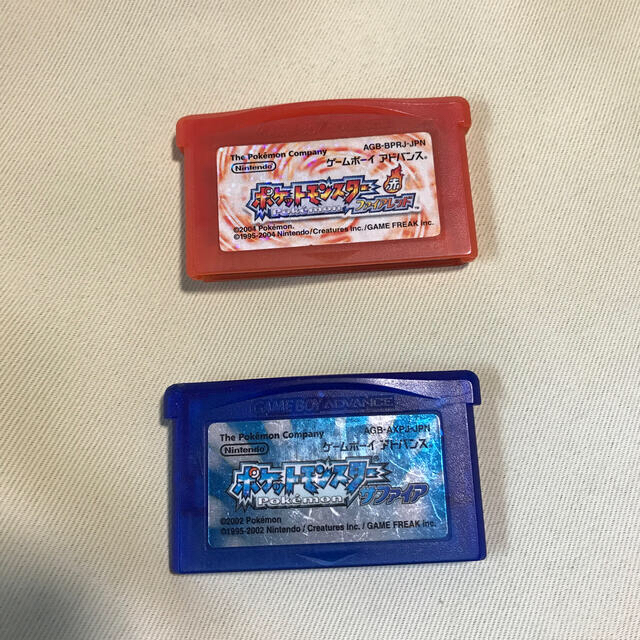 AGB-BPRJ-JPN
The Pokémon Company
Nintendo
ゲームボーイ アドバンス®
ポケットモンスター
赤
Pokémon
ファイアレッド™
©2004 Pokémon.
©1995-2004 Nintendo/Creatures Inc./GAME FREAK inc.
GAME BOY ADVANCE
AGB-AXPJ-JPN
The Pokémon Company
Nintendo
ゲームボーイ アドバンス®
ポケットモンスター
Pokémon
サファイア
©2002 Pokémon
©1995-2002 Nintendo / Creatures Inc. / GAME FREAK inc.